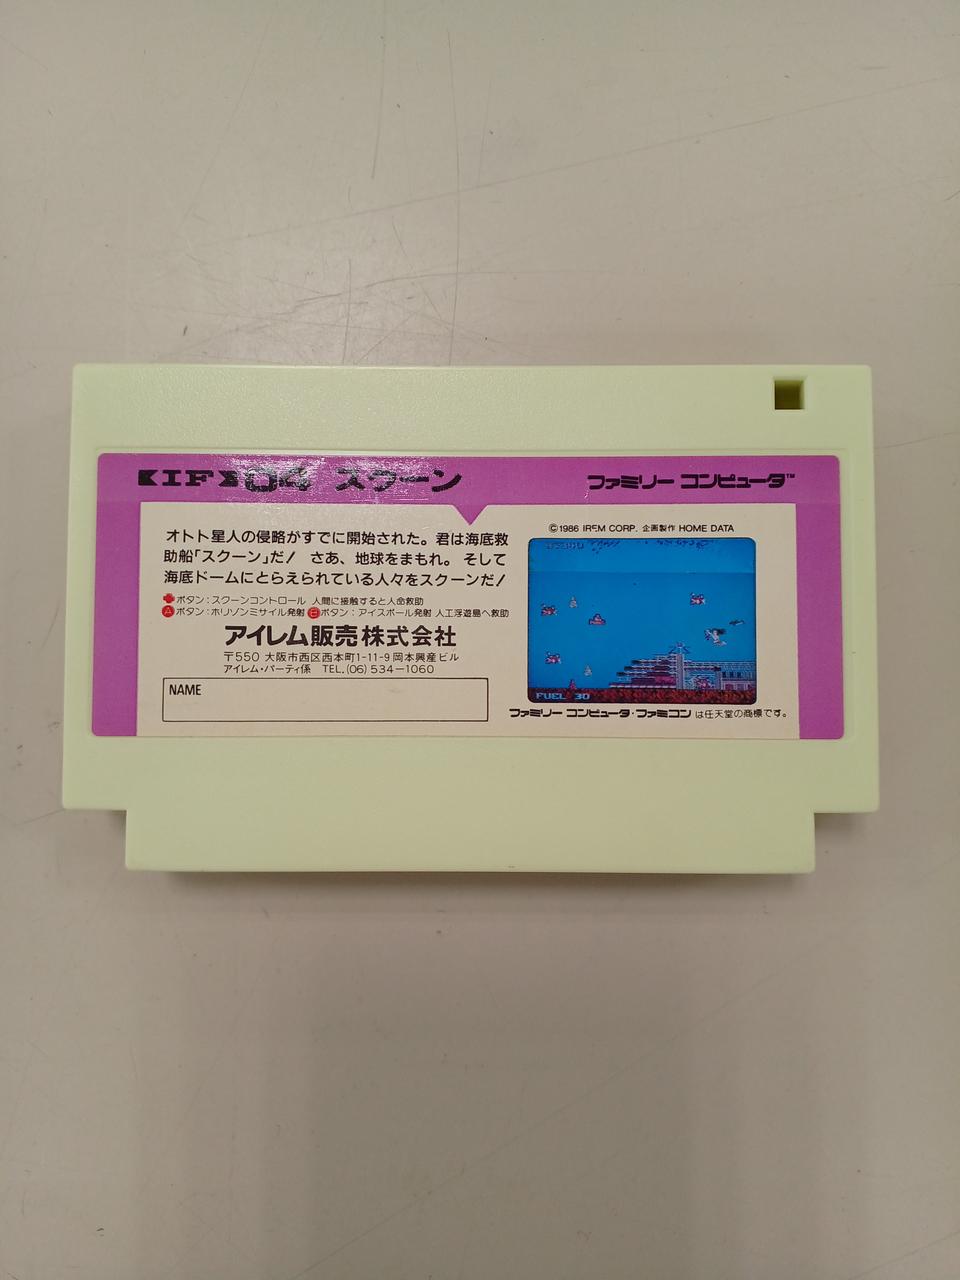 IF 04 スクーン
ファミリー コンピュータ™
オトト星人の侵略がすでに開始された。君は海底救
助船「スクーン」だ! さあ、地球をまもれ。そして
海底ドームにとらえられている人々をスクーンだ!
ボタン:スクーンコントロール 人間に接触すると人命救助
Aボタン:ホリゾンミサイル発射 Bボタン:アイスボール発射 人工浮遊島へ救助
アイレム販売株式会社
〒550 大阪市西区西本町1-11-9 岡本興産ビル
アイレム・パーティ係 TEL.(06)534-1060
NAME
©1986 IREM CORP. 企画製作 HOME DATA
FUEL 30
ファミリー コンピュータ・ファミコン は任天堂の商標です。